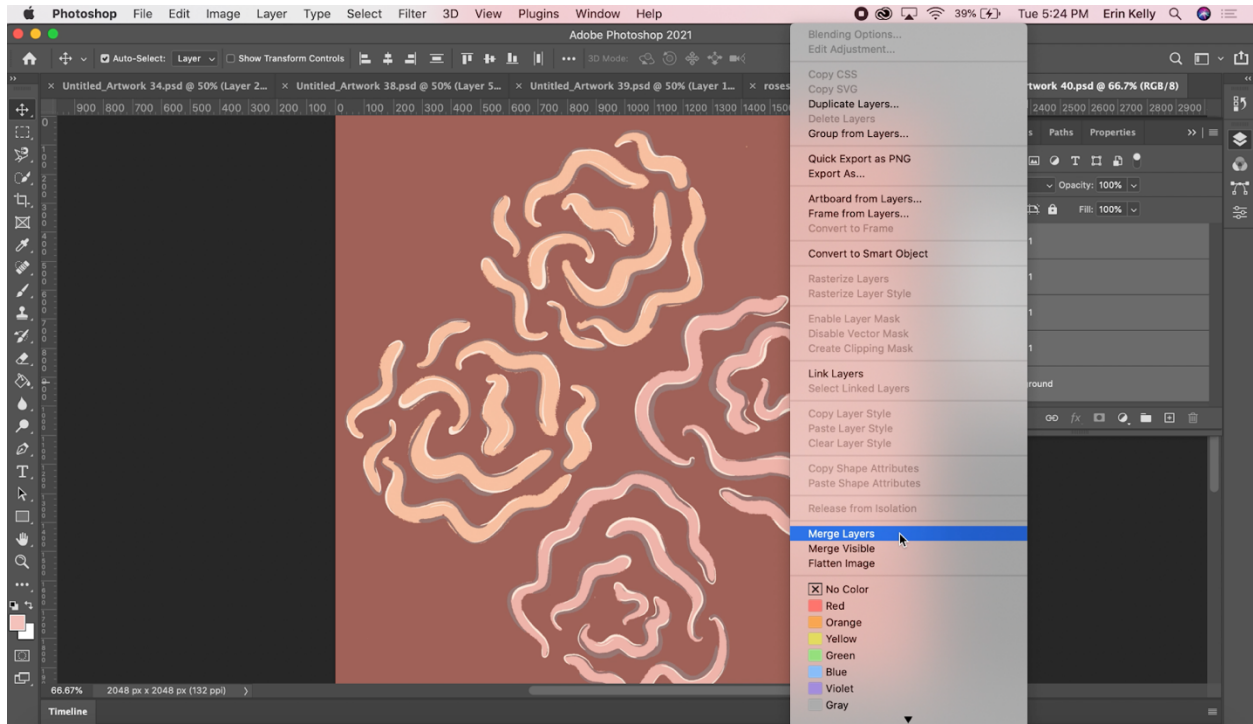 Photoshop File Edit Image Layer Type Select Filter 3D View Plugins Window Help 39% Tue 5:24 PM Erin Kelly
Adobe Photoshop 2021
Auto-Select: Layer Show Transform Controls 3D Mode:
× Untitled_Artwork 34.psd @ 50% (Layer 2... × Untitled_Artwork 38.psd @ 50% (Layer 5... × Untitled_Artwork 39.psd @ 50% (Layer 1... × roses twork 40.psd @ 66.7% (RGB/8)
900 800 700 600 500 400 300 200 100 0 100 200 300 400 500 600 700 800 900 1000 1100 1200 1300 1400 1500 2400 2500 2600 2700 2800 2900
s Paths Properties
Opacity: 100%
Fill: 100%
1
1
1
1
round
Blending Options...
Edit Adjustment...
Copy CSS
Copy SVG
Duplicate Layers...
Delete Layers
Group from Layers...
Quick Export as PNG
Export As...
Artboard from Layers...
Frame from Layers...
Convert to Frame
Convert to Smart Object
Rasterize Layers
Rasterize Layer Style
Enable Layer Mask
Disable Vector Mask
Create Clipping Mask
Link Layers
Select Linked Layers
Copy Layer Style
Paste Layer Style
Clear Layer Style
Copy Shape Attributes
Paste Shape Attributes
Release from Isolation
Merge Layers
Merge Visible
Flatten Image
No Color
Red
Orange
Yellow
Green
Blue
Violet
Gray
66.67% 2048 px x 2048 px (132 ppi)
Timeline